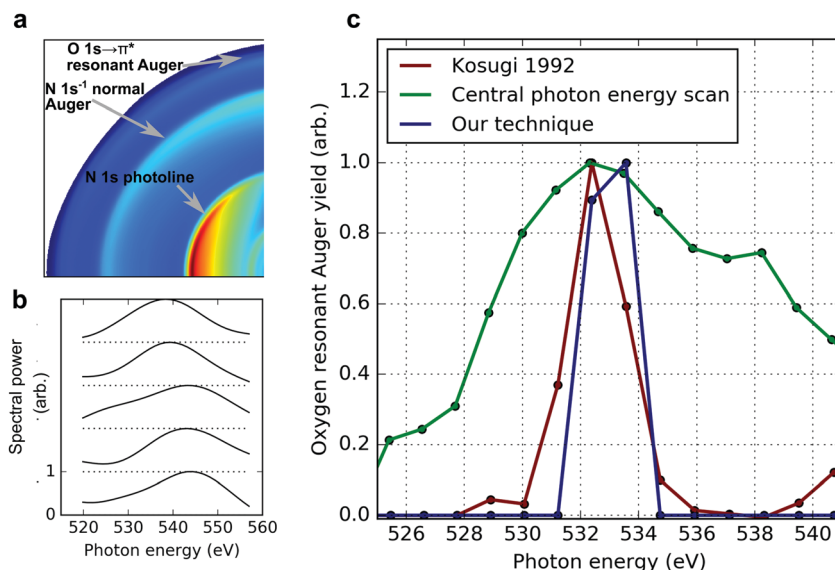 a
O 1s→π*
resonant Auger
N 1s⁻¹ normal
Auger
N 1s photoline
b
Spectral power
(arb.)
1
0
520 530 540 550 560
Photon energy (eV)
c
Kosugi 1992
Central photon energy scan
Our technique
Oxygen resonant Auger yield (arb.)
1.2
1.0
0.8
0.6
0.4
0.2
0.0
526 528 530 532 534 536 538 540
Photon energy (eV)